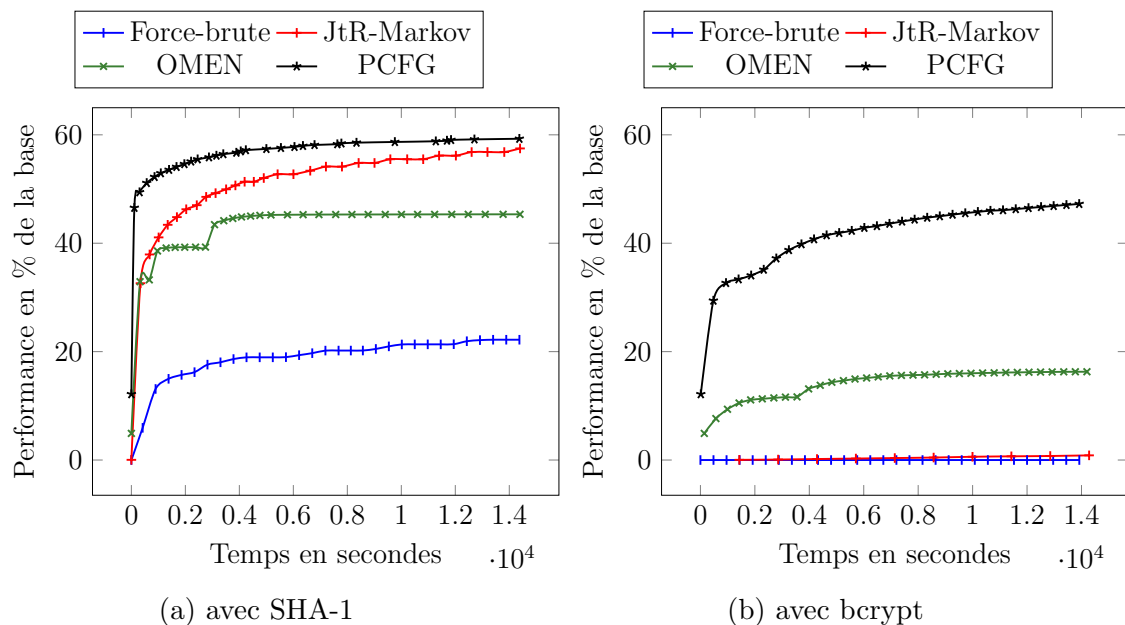 Force-brute JtR-Markov
OMEN PCFG
Performance en % de la base
60
40
20
0
0 0.2 0.4 0.6 0.8 1 1.2 1.4
Temps en secondes
·10⁴
(a) avec SHA-1
Force-brute JtR-Markov
OMEN PCFG
Performance en % de la base
60
40
20
0
0 0.2 0.4 0.6 0.8 1 1.2 1.4
Temps en secondes
·10⁴
(b) avec bcrypt